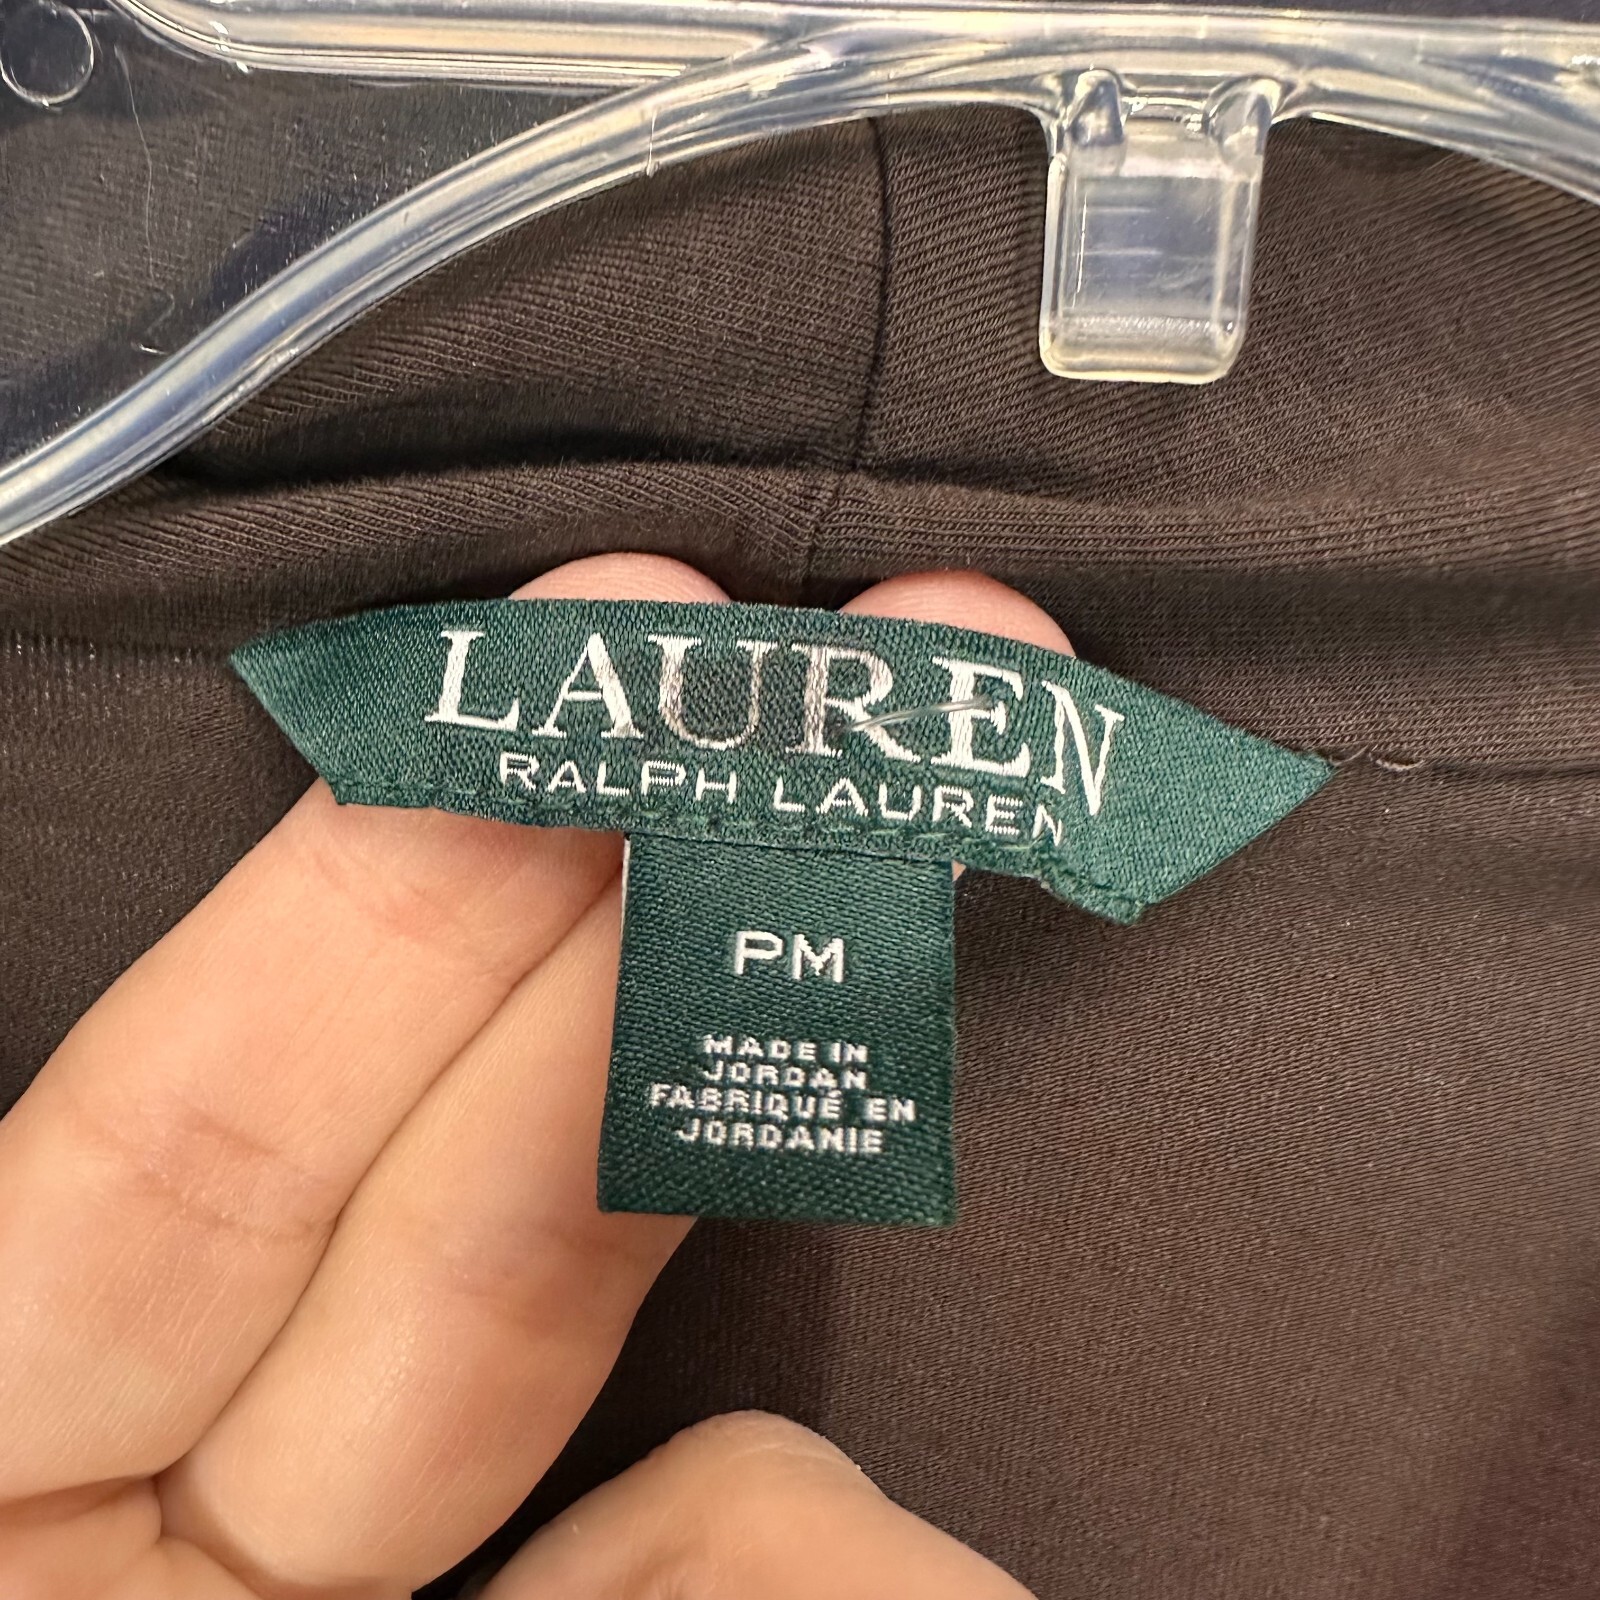 LAUREN
RALPH LAUREN
PM
MADE IN
JORDAN
FABRIQUÉ EN
JORDANIE